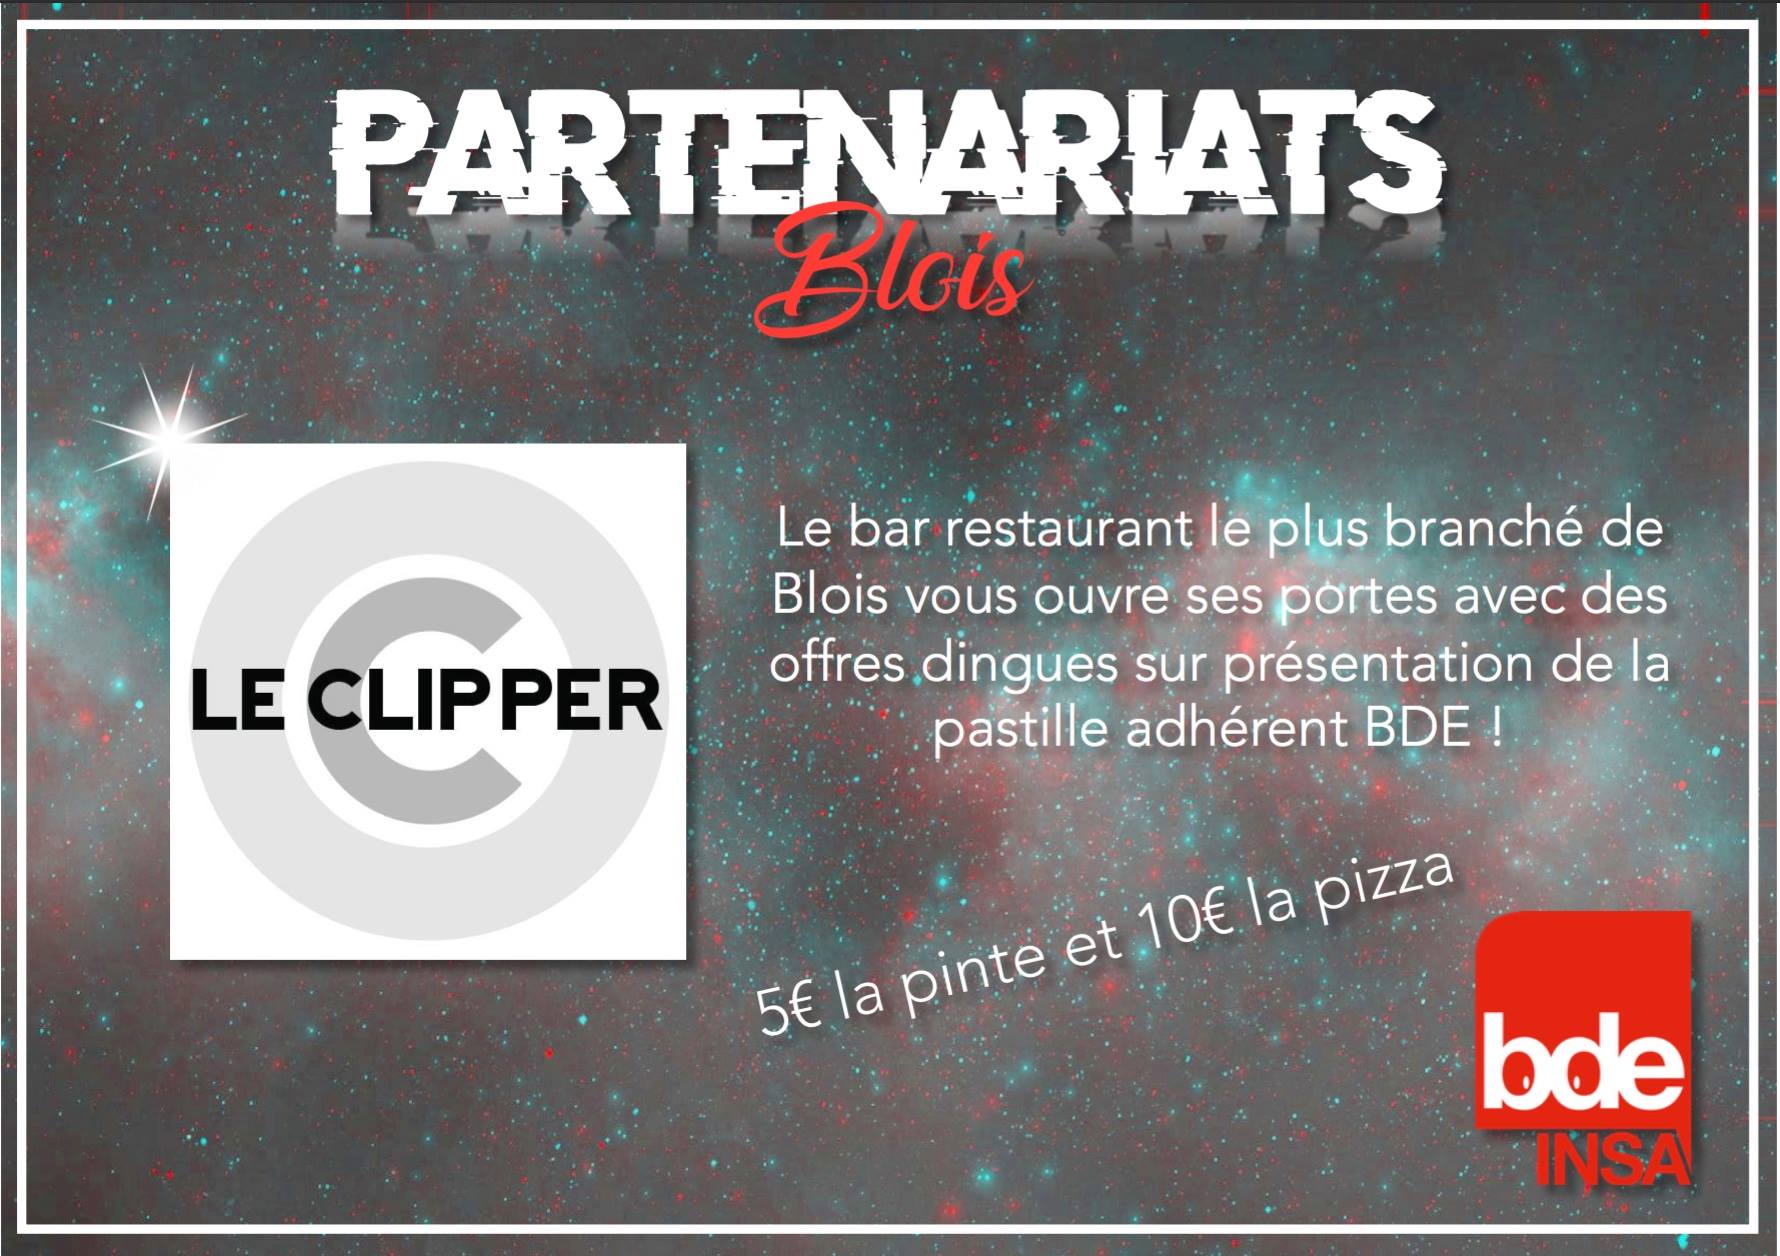 PARTENARIATS
Blois
LE CLIPPER
Le bar restaurant le plus branché de
Blois vous ouvre ses portes avec des
offres dingues sur présentation de la
pastille adhérent BDE !
5€ la pinte et 10€ la pizza
bde
INSA